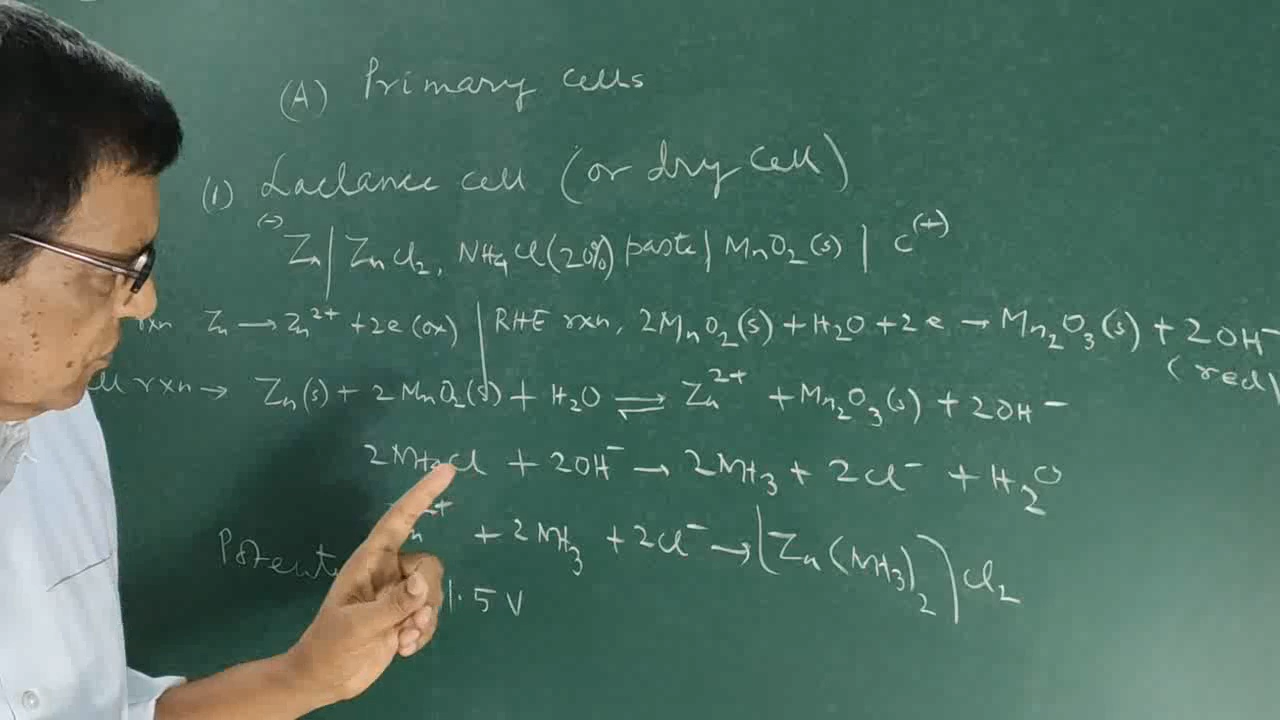 (A) Primary cells
(1) Laclance cell (or dry cell)
(-) Zn | ZnCl₂, NH₄Cl (20%) paste | MnO₂(s) | C (+)
rxn Zn → Zn²⁺ + 2e (ox) | RHE rxn, 2MnO₂(s) + H₂O + 2e → Mn₂O₃(s) + 2OH⁻
(red)
rxn → Zn(s) + 2MnO₂(s) + H₂O ⇌ Zn²⁺ + Mn₂O₃(s) + 2OH⁻
+ 2OH⁻ → 2NH₃ + 2Cl⁻ + H₂O
+ 2NH₃ + 2Cl⁻ → [Zn(NH₃)₂]Cl₂
1.5 V